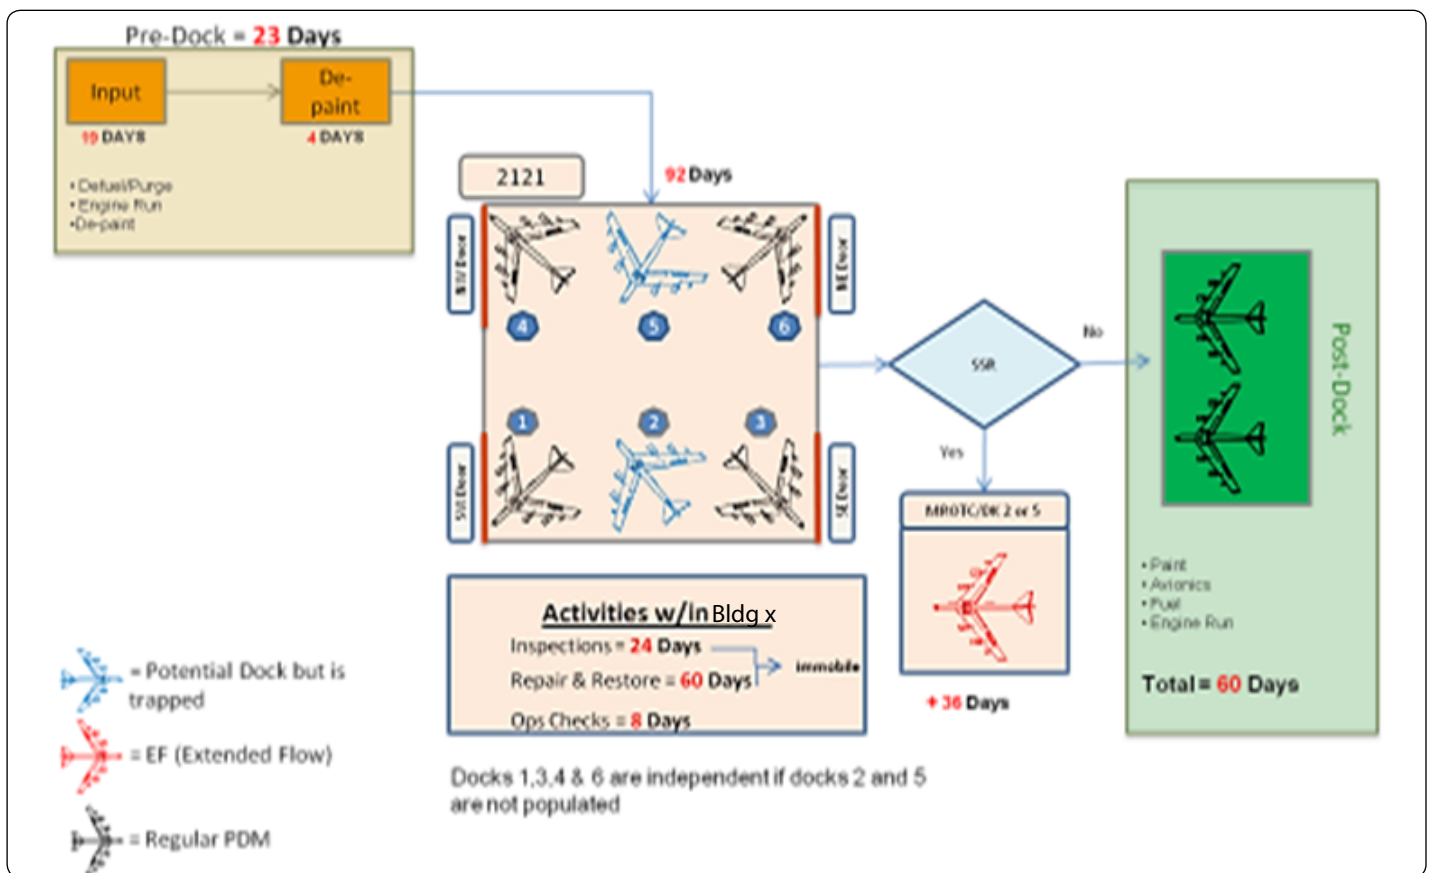 Pre-Dock = 23 Days
Input
De-
paint
19 DAYS
4 DAYS
• Defuel/Purge
• Engine Run
•De-paint
2121
92 Days
NW Door
NE Door
4
5
6
1
2
3
SW Door
SE Door
SSR
No
Yes
MROTC/DK 2 or 5
+ 36 Days
Post-Dock
• Paint
• Avionics
• Fuel
• Engine Run
Total = 60 Days
Activities w/in Bldg x
Inspections = 24 Days
immobile
Repair & Restore = 60 Days
Ops Checks = 8 Days
Docks 1,3,4 & 6 are independent if docks 2 and 5
are not populated
= Potential Dock but is
trapped
= EF (Extended Flow)
= Regular PDM